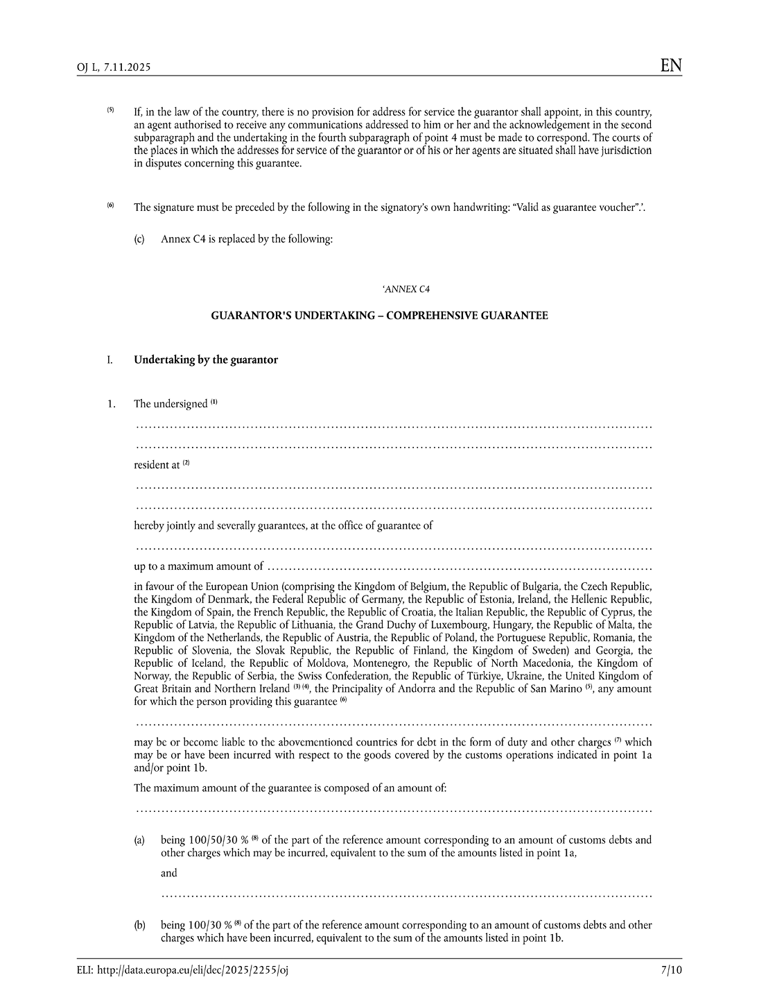 OJ L, 7.11.2025
EN
(5) If, in the law of the country, there is no provision for address for service the guarantor shall appoint, in this country,
an agent authorised to receive any communications addressed to him or her and the acknowledgement in the second
subparagraph and the undertaking in the fourth subparagraph of point 4 must be made to correspond. The courts of
the places in which the addresses for service of the guarantor or of his or her agents are situated shall have jurisdiction
in disputes concerning this guarantee.
(6) The signature must be preceded by the following in the signatory’s own handwriting: “Valid as guarantee voucher”.’.
(c) Annex C4 is replaced by the following:
‘ANNEX C4
GUARANTOR'S UNDERTAKING – COMPREHENSIVE GUARANTEE
I. Undertaking by the guarantor
1. The undersigned (1)
................................................................................
................................................................................
resident at (2)
................................................................................
................................................................................
hereby jointly and severally guarantees, at the office of guarantee of
................................................................................
up to a maximum amount of ................................................................................
in favour of the European Union (comprising the Kingdom of Belgium, the Republic of Bulgaria, the Czech Republic,
the Kingdom of Denmark, the Federal Republic of Germany, the Republic of Estonia, Ireland, the Hellenic Republic,
the Kingdom of Spain, the French Republic, the Republic of Croatia, the Italian Republic, the Republic of Cyprus, the
Republic of Latvia, the Republic of Lithuania, the Grand Duchy of Luxembourg, Hungary, the Republic of Malta, the
Kingdom of the Netherlands, the Republic of Austria, the Republic of Poland, the Portuguese Republic, Romania, the
Republic of Slovenia, the Slovak Republic, the Republic of Finland, the Kingdom of Sweden) and Georgia, the
Republic of Iceland, the Republic of Moldova, Montenegro, the Republic of North Macedonia, the Kingdom of
Norway, the Republic of Serbia, the Swiss Confederation, the Republic of Türkiye, Ukraine, the United Kingdom of
Great Britain and Northern Ireland (3) (4), the Principality of Andorra and the Republic of San Marino (5), any amount
for which the person providing this guarantee (6)
................................................................................
may be or become liable to the abovementioned countries for debt in the form of duty and other charges (7) which
may be or have been incurred with respect to the goods covered by the customs operations indicated in point 1a
and/or point 1b.
The maximum amount of the guarantee is composed of an amount of:
................................................................................
(a) being 100/50/30 % (8) of the part of the reference amount corresponding to an amount of customs debts and
other charges which may be incurred, equivalent to the sum of the amounts listed in point 1a,
and
................................................................................
(b) being 100/30 % (8) of the part of the reference amount corresponding to an amount of customs debts and other
charges which have been incurred, equivalent to the sum of the amounts listed in point 1b.
ELI: http://data.europa.eu/eli/dec/2025/2255/oj
7/10